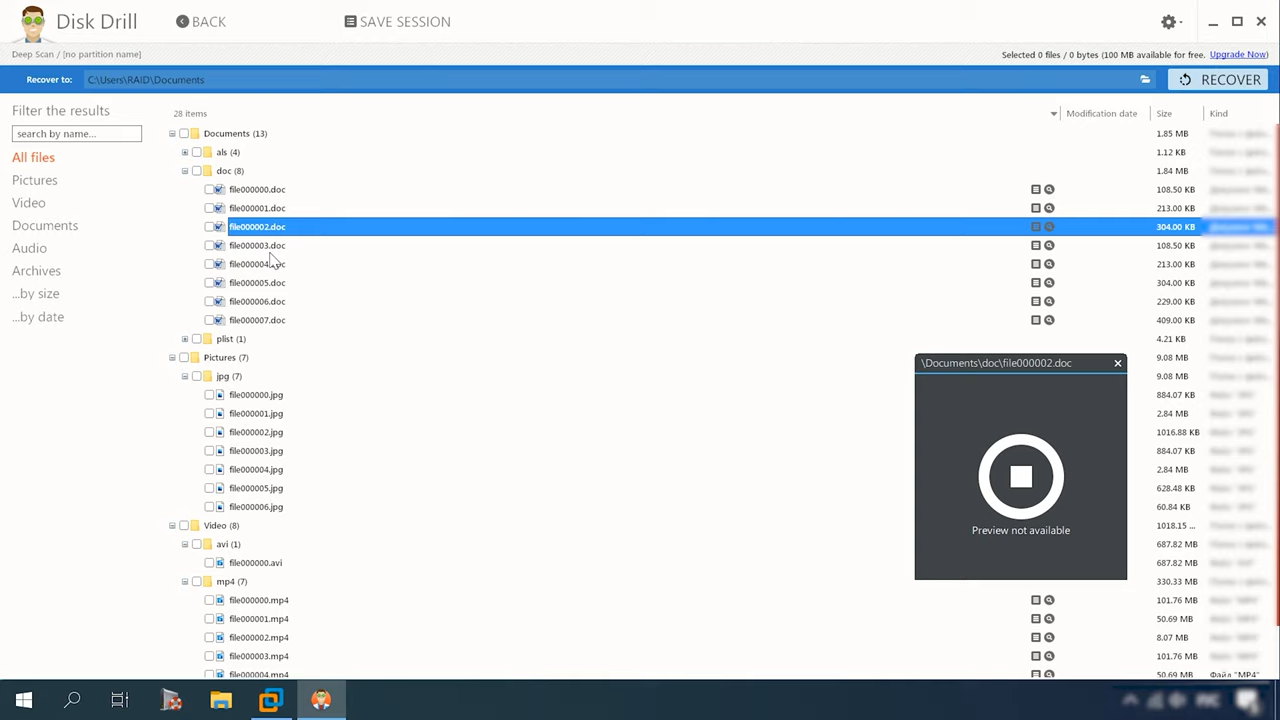 Disk Drill
BACK
SAVE SESSION
Deep Scan / [no partition name]
Selected 0 files / 0 bytes (100 MB available for free. Upgrade Now)
Recover to:
C:\Users\RAID\Documents
RECOVER
Filter the results
search by name...
All files
Pictures
Video
Documents
Audio
Archives
...by size
...by date
28 items
Modification date
Size
Kind
Documents (13)
1.85 MB
als (4)
1.12 KB
doc (8)
1.84 MB
file000000.doc
108.50 KB
file000001.doc
213.00 KB
file000002.doc
304.00 KB
file000003.doc
108.50 KB
213.00 KB
file000005.doc
304.00 KB
file000006.doc
229.00 KB
file000007.doc
409.00 KB
plist (1)
4.21 KB
Pictures (7)
9.08 MB
jpg (7)
9.08 MB
file000000.jpg
884.07 KB
file000001.jpg
2.84 MB
file000002.jpg
1016.88 KB
file000003.jpg
884.07 KB
file000004.jpg
2.84 MB
file000005.jpg
628.48 KB
file000006.jpg
60.84 KB
Video (8)
1018.15 ...
avi (1)
687.82 MB
file000000.avi
687.82 MB
mp4 (7)
330.33 MB
file000000.mp4
101.76 MB
file000001.mp4
50.69 MB
file000002.mp4
8.07 MB
file000003.mp4
101.76 MB
file000004.mp4
50.69 MB
Файл "MP4"
\Documents\doc\file000002.doc
Preview not available